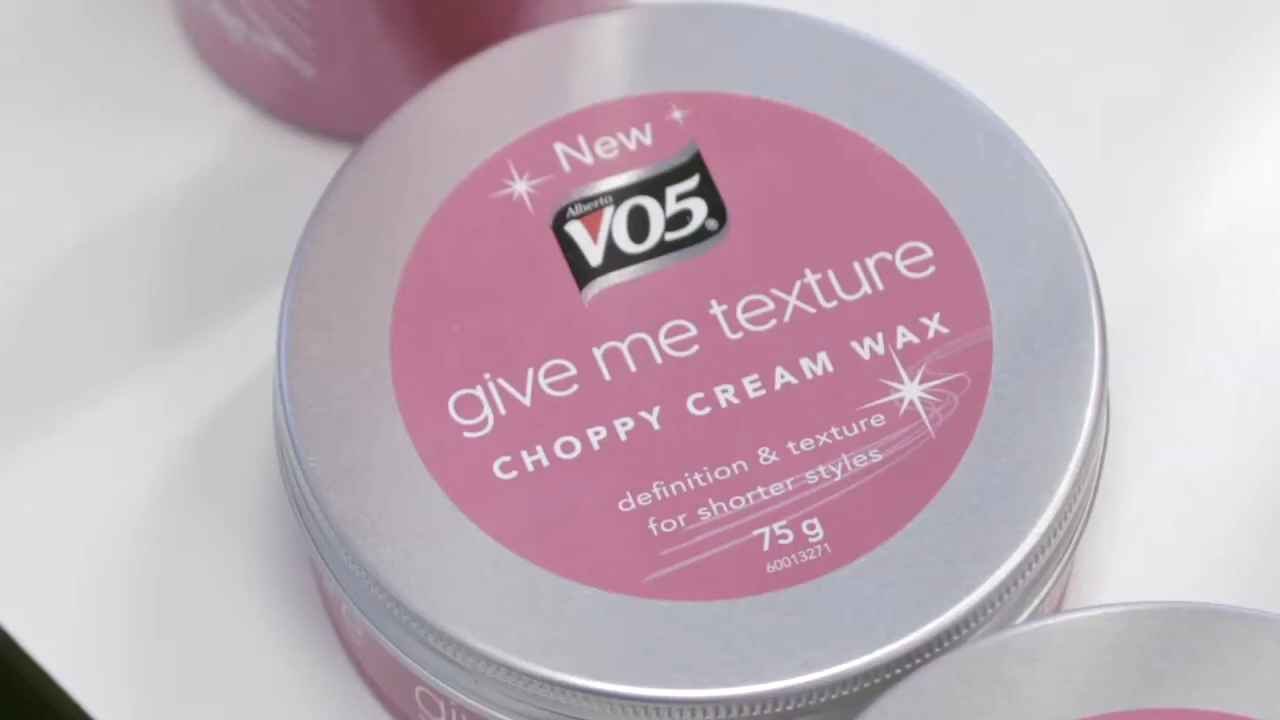 New
Alberto
VO5®
give me texture
CHOPPY CREAM WAX
definition & texture
for shorter styles
75 g
60013271